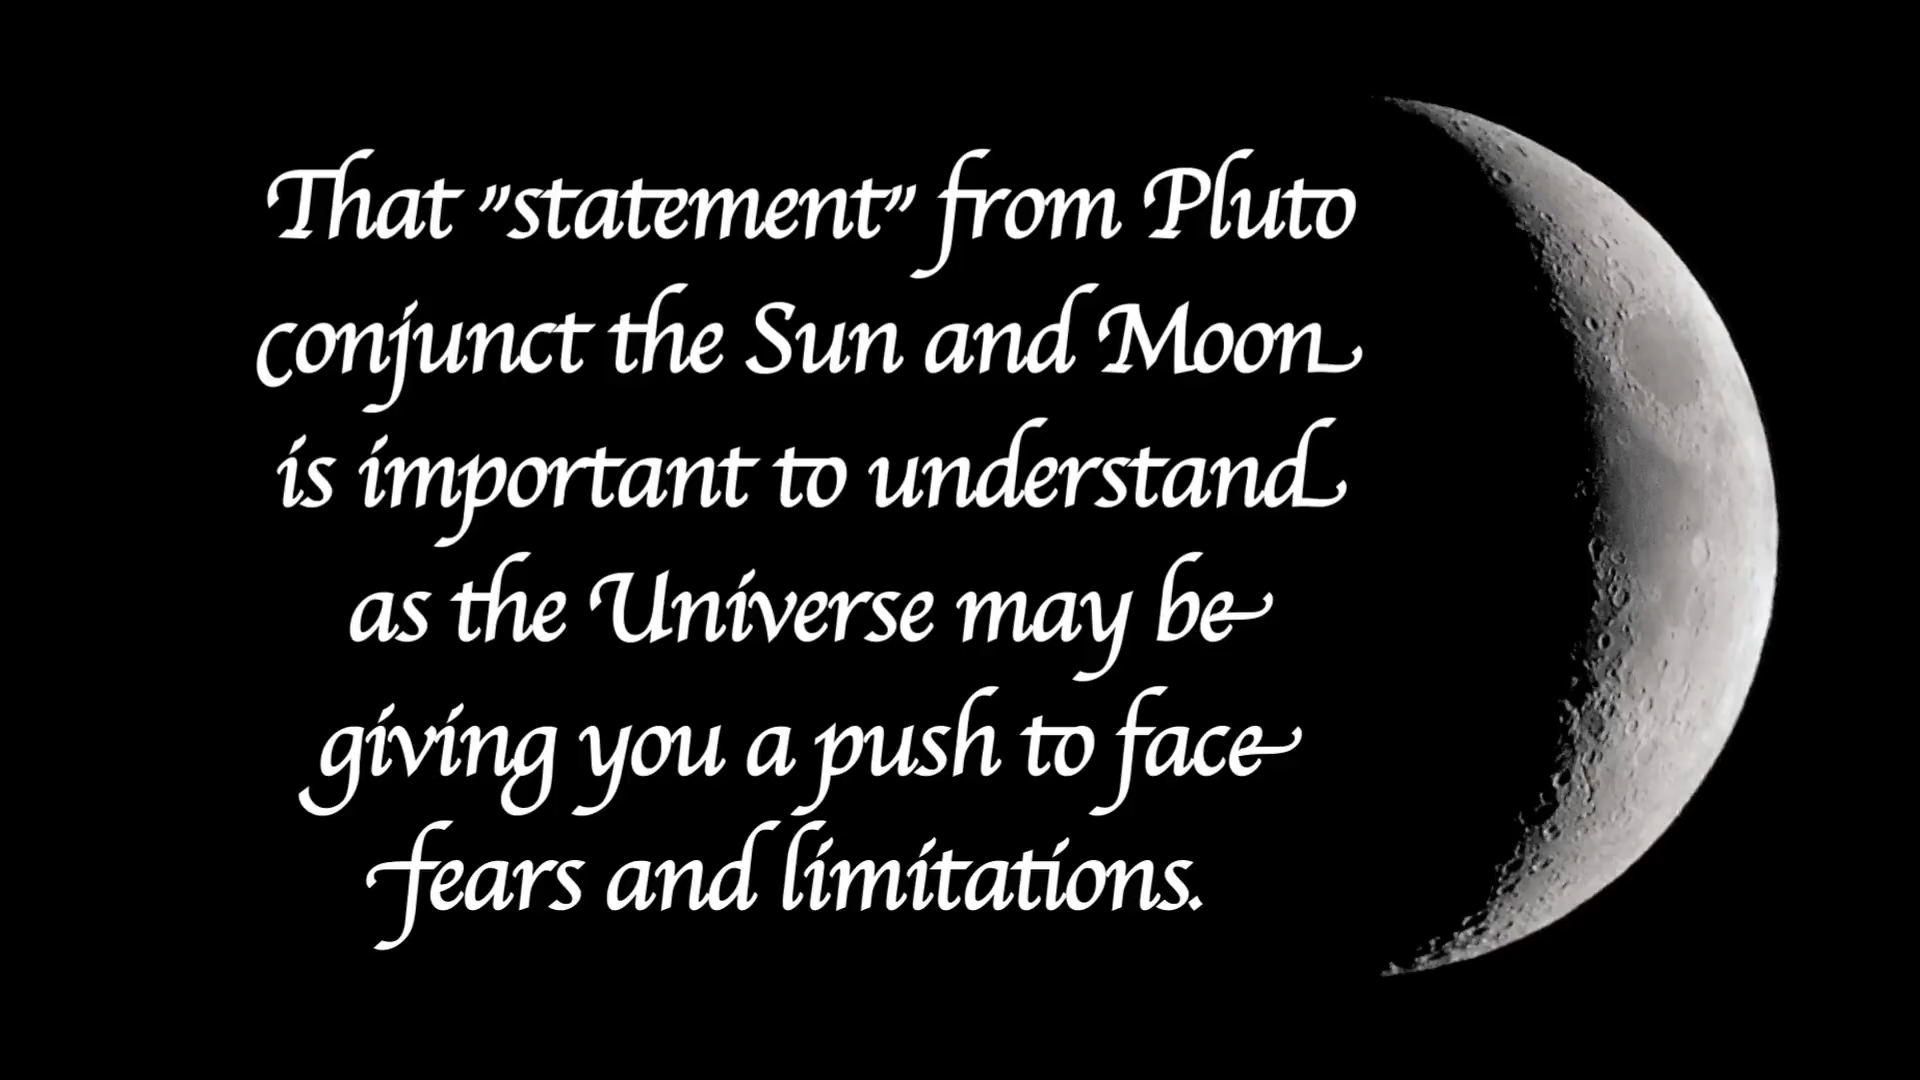 That "statement" from Pluto
conjunct the Sun and Moon
is important to understand
as the Universe may be
giving you a push to face
fears and limitations.